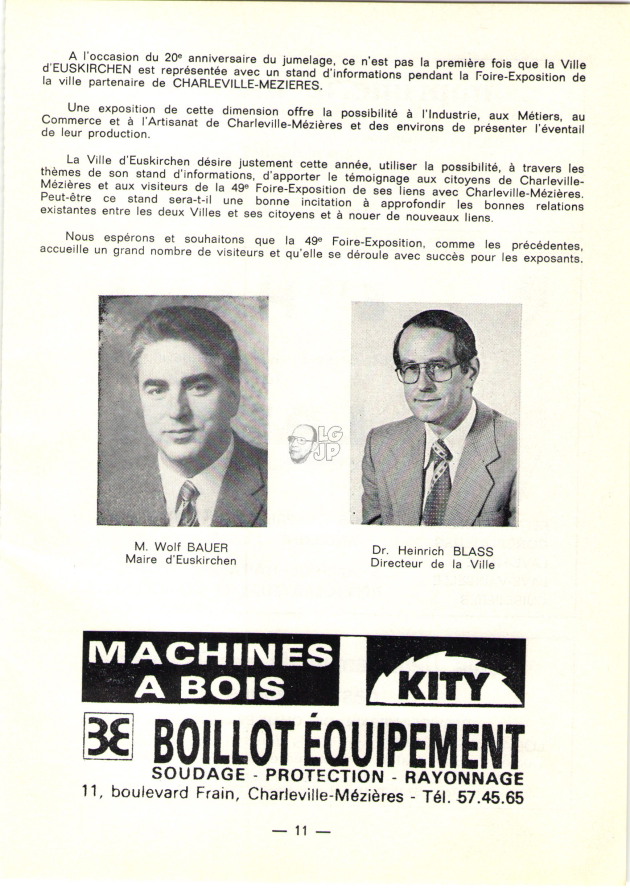 A l'occasion du 20e anniversaire du jumelage, ce n'est pas la première fois que la Ville
d'EUSKIRCHEN est représentée avec un stand d'informations pendant la Foire-Exposition de
la ville partenaire de CHARLEVILLE-MEZIERES.
Une exposition de cette dimension offre la possibilité à l'Industrie, aux Métiers, au
Commerce et à l'Artisanat de Charleville-Mézières et des environs de présenter l'éventail
de leur production.
La Ville d'Euskirchen désire justement cette année, utiliser la possibilité, à travers les
thèmes de son stand d'informations, d'apporter le témoignage aux citoyens de Charleville-
Mézières et aux visiteurs de la 49e Foire-Exposition de ses liens avec Charleville-Mézières.
Peut-être ce stand sera-t-il une bonne incitation à approfondir les bonnes relations
existantes entre les deux Villes et ses citoyens et à nouer de nouveaux liens.
Nous espérons et souhaitons que la 49e Foire-Exposition, comme les précédentes,
accueille un grand nombre de visiteurs et qu'elle se déroule avec succès pour les exposants.
LG
JP
M. Wolf BAUER
Maire d'Euskirchen
Dr. Heinrich BLASS
Directeur de la Ville
MACHINES
A BOIS
KITY
BE BOILLOT ÉQUIPEMENT
SOUDAGE - PROTECTION - RAYONNAGE
11, boulevard Frain, Charleville-Mézières - Tél. 57.45.65
— 11 —